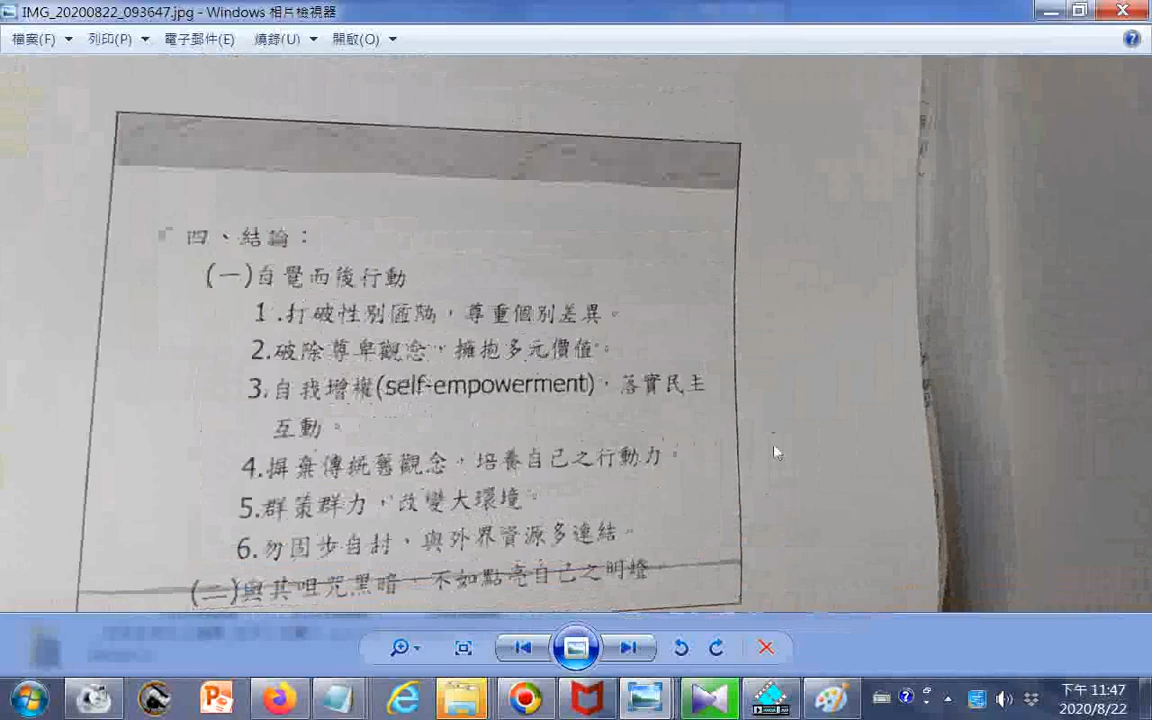 IMG_20200822_093647.jpg - Windows 相片檢視器
檔案(F) 列印(P) 電子郵件(E) 燒錄(U) 開啟(O)
四、結論：
(一)自覺而後行動
1.打破性別區隔，尊重個別差異。
2.破除尊卑觀念，擁抱多元價值。
3.自我增權(self-empowerment)，落實民主
互動。
4.摒棄傳統舊觀念，培養自己之行動力。
5.群策群力，改變大環境。
6.勿固步自封，與外界資源多連結。
(二)與其咀咒黑暗，不如點亮自己之明燈。
下午 11:47
2020/8/22